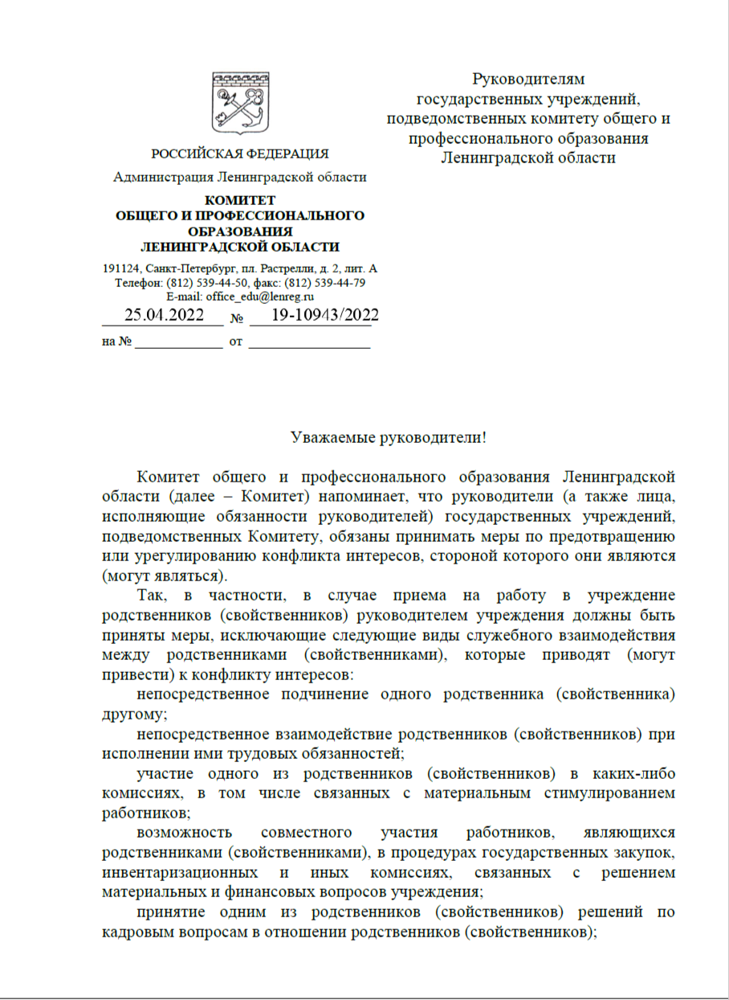 РОССИЙСКАЯ ФЕДЕРАЦИЯ
Администрация Ленинградской области
КОМИТЕТ
ОБЩЕГО И ПРОФЕССИОНАЛЬНОГО
ОБРАЗОВАНИЯ
ЛЕНИНГРАДСКОЙ ОБЛАСТИ
191124, Санкт-Петербург, пл. Растрелли, д. 2, лит. А
Телефон: (812) 539-44-50, факс: (812) 539-44-79
E-mail: office_edu@lenreg.ru
25.04.2022 № 19-10943/2022
на № ______________ от ___________________
Руководителям
государственных учреждений,
подведомственных комитету общего и
профессионального образования
Ленинградской области
Уважаемые руководители!
Комитет общего и профессионального образования Ленинградской
области (далее – Комитет) напоминает, что руководители (а также лица,
исполняющие обязанности руководителей) государственных учреждений,
подведомственных Комитету, обязаны принимать меры по предотвращению
или урегулированию конфликта интересов, стороной которого они являются
(могут являться).
Так, в частности, в случае приема на работу в учреждение
родственников (свойственников) руководителем учреждения должны быть
приняты меры, исключающие следующие виды служебного взаимодействия
между родственниками (свойственниками), которые приводят (могут
привести) к конфликту интересов:
непосредственное подчинение одного родственника (свойственника)
другому;
непосредственное взаимодействие родственников (свойственников) при
исполнении ими трудовых обязанностей;
участие одного из родственников (свойственников) в каких-либо
комиссиях, в том числе связанных с материальным стимулированием
работников;
возможность совместного участия работников, являющихся
родственниками (свойственниками), в процедурах государственных закупок,
инвентаризационных и иных комиссиях, связанных с решением
материальных и финансовых вопросов учреждения;
принятие одним из родственников (свойственников) решений по
кадровым вопросам в отношении родственников (свойственников);